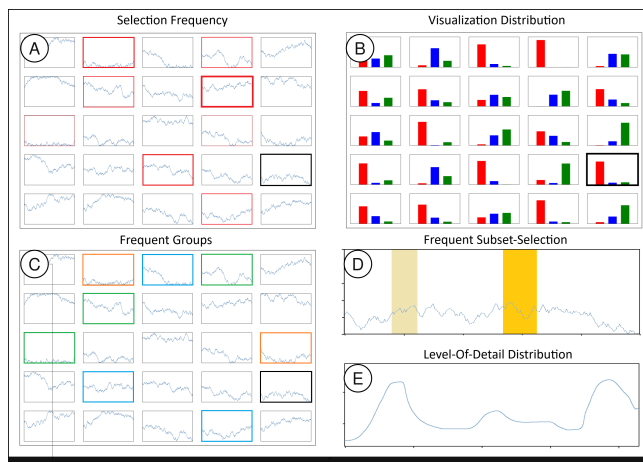 Selection Frequency
A
Visualization Distribution
B
Frequent Groups
C
Frequent Subset-Selection
D
Level-Of-Detail Distribution
E